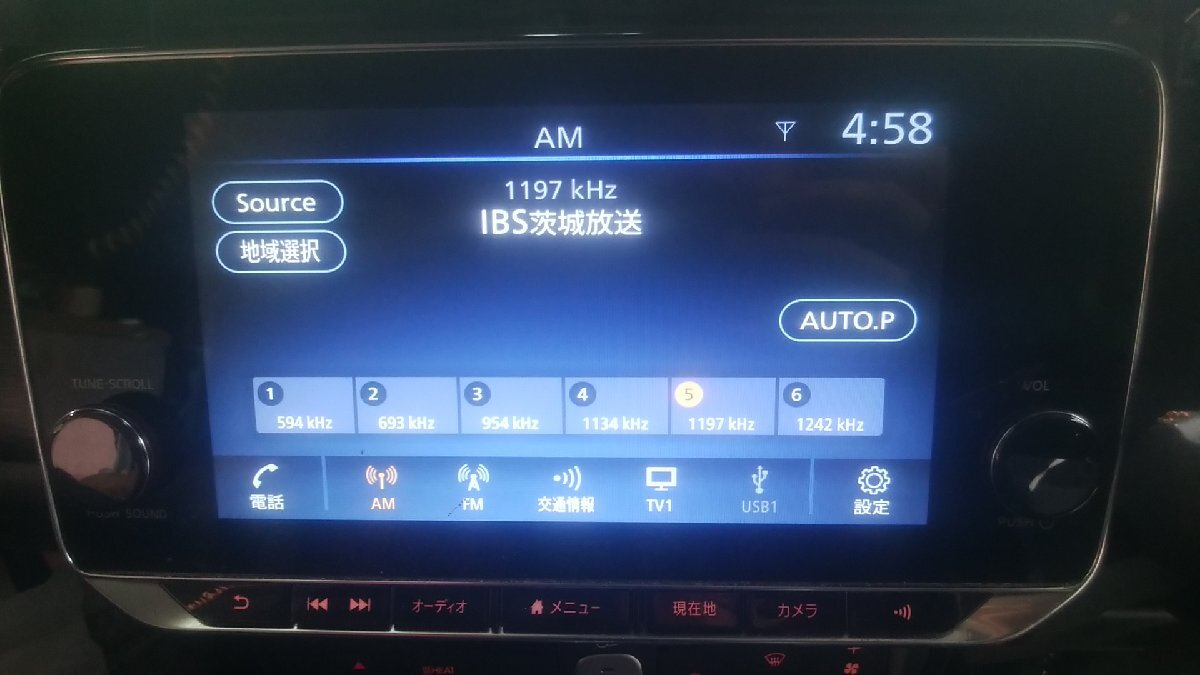 AM
4:58
Source
1197 kHz
IBS茨城放送
地域選択
AUTO.P
1 2 3 4 5 6
594 kHz 693 kHz 954 kHz 1134 kHz 1197 kHz 1242 kHz
電話 AM FM 交通情報 TV1 USB1 設定
TUNE·SCROLL
PUSH SOUND
VOL
PUSH
オーディオ メニュー 現在地 カメラ